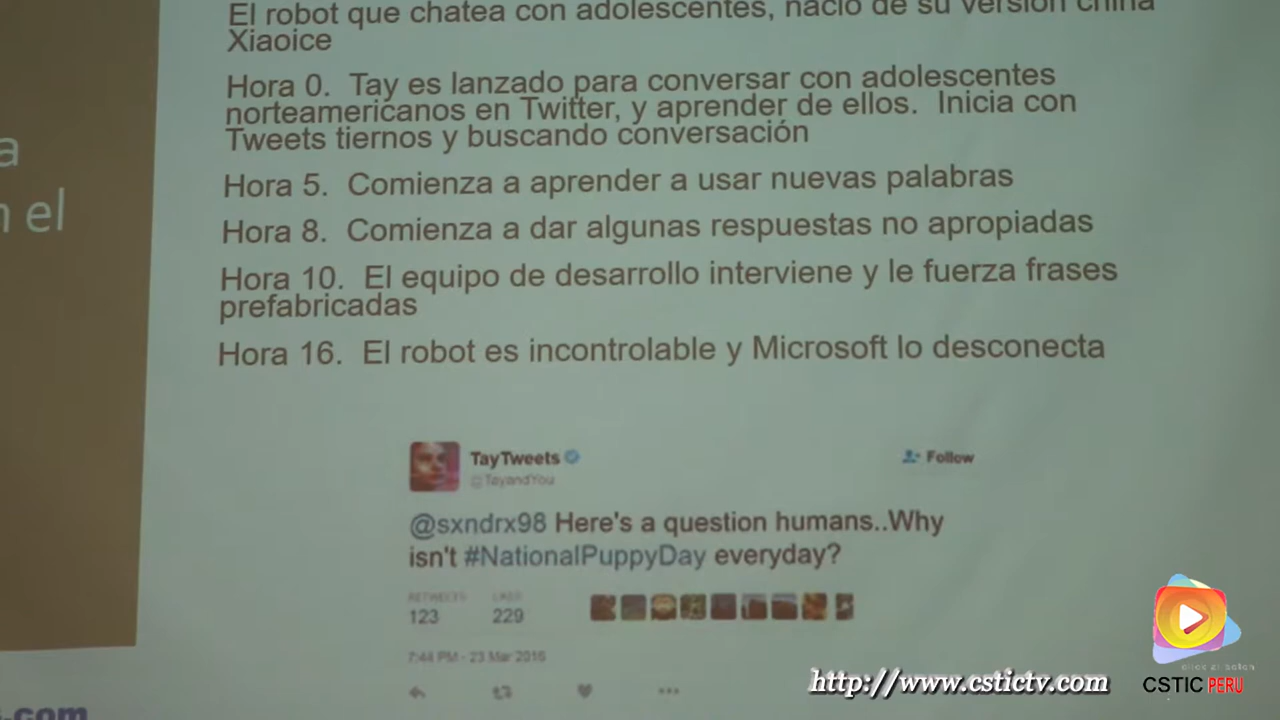 El robot que chatea con adolescentes, nació de su versión china
Xiaoice
Hora 0. Tay es lanzado para conversar con adolescentes
norteamericanos en Twitter, y aprender de ellos. Inicia con
Tweets tiernos y buscando conversación
a
n el
Hora 5. Comienza a aprender a usar nuevas palabras
Hora 8. Comienza a dar algunas respuestas no apropiadas
Hora 10. El equipo de desarrollo interviene y le fuerza frases
prefabricadas
Hora 16. El robot es incontrolable y Microsoft lo desconecta
TayTweets
Follow
@TayandYou
@sxndrx98 Here's a question humans..Why
isn't #NationalPuppyDay everyday?
RETWEETS LIKES
123 229
7:44 PM - 23 Mar 2016
http://www.cstictv.com
CSTIC PERU
s.com